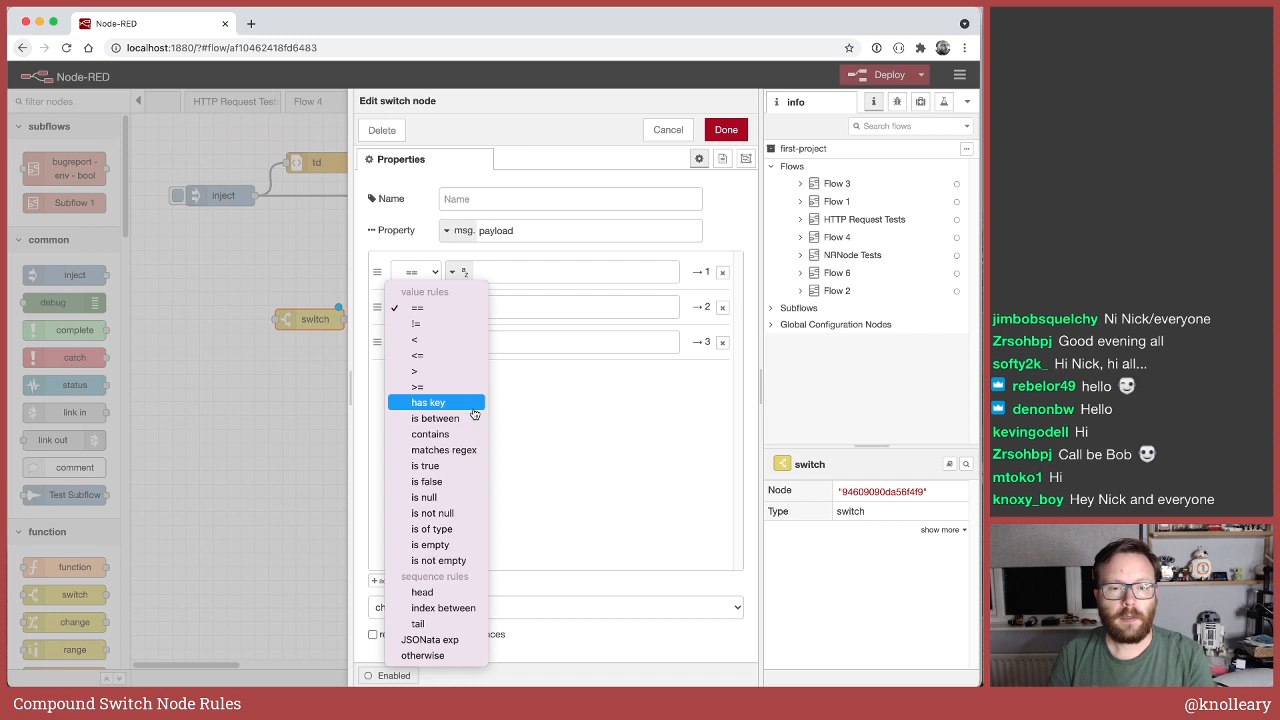 Node-RED
localhost:1880/?#flow/af10462418fd6483
Node-RED
Deploy
filter nodes
HTTP Request Test
Flow 4
subflows
bugreport -
env - bool
Subflow 1
common
inject
debug
complete
catch
status
link in
link out
comment
Test Subflow
function
function
switch
change
range
inject
td
switch
Edit switch node
Delete
Cancel
Done
Properties
Name
Name
Property
msg. payload
==
a
z
→ 1
→ 2
→ 3
value rules
==
!=
<
<=
>
>=
has key
is between
contains
matches regex
is true
is false
is null
is not null
is of type
is empty
is not empty
sequence rules
head
index between
tail
JSONata exp
otherwise
Enabled
info
Search flows
first-project
Flows
Flow 3
Flow 1
HTTP Request Tests
Flow 4
NRNode Tests
Flow 6
Flow 2
Subflows
Global Configuration Nodes
switch
Node "94609090da56f4f9"
Type switch
show more
jimbobsquelchy Ni Nick/everyone
Zrsohbpj Good evening all
softy2k_ Hi Nick, hi all...
rebelor49 hello
denonbw Hello
kevingodell Hi
Zrsohbpj Call be Bob
mtoko1 Hi
knoxy_boy Hey Nick and everyone
Compound Switch Node Rules
@knolleary